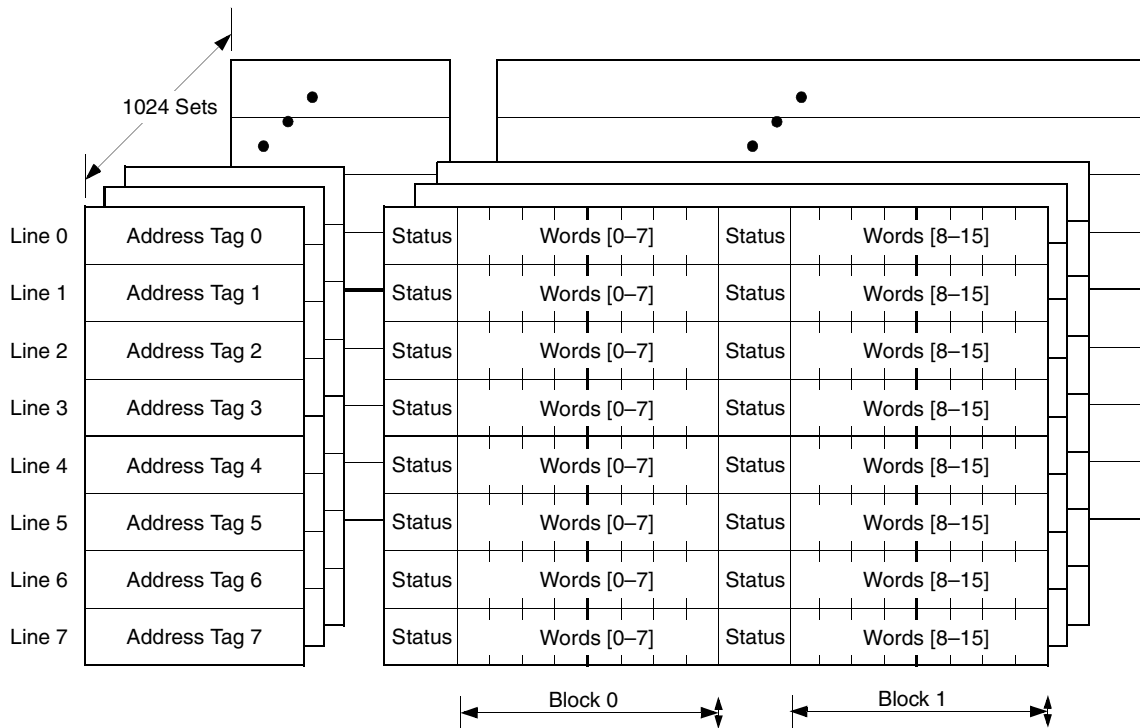 1024 Sets
Line 0 Address Tag 0 Status Words [0–7] Status Words [8–15]
Line 1 Address Tag 1 Status Words [0–7] Status Words [8–15]
Line 2 Address Tag 2 Status Words [0–7] Status Words [8–15]
Line 3 Address Tag 3 Status Words [0–7] Status Words [8–15]
Line 4 Address Tag 4 Status Words [0–7] Status Words [8–15]
Line 5 Address Tag 5 Status Words [0–7] Status Words [8–15]
Line 6 Address Tag 6 Status Words [0–7] Status Words [8–15]
Line 7 Address Tag 7 Status Words [0–7] Status Words [8–15]
Block 0 Block 1